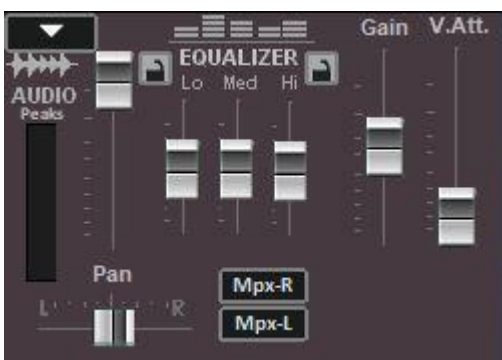 Gain V.Att.
EQUALIZER
Lo Med Hi
AUDIO
Peaks
Pan
L R
Mpx-R
Mpx-L